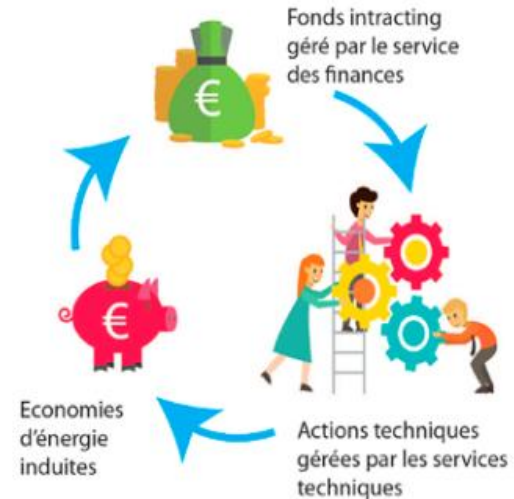 Fonds intracting
géré par le service
des finances
€
€
Economies
d'énergie
induites
Actions techniques
gérées par les services
techniques